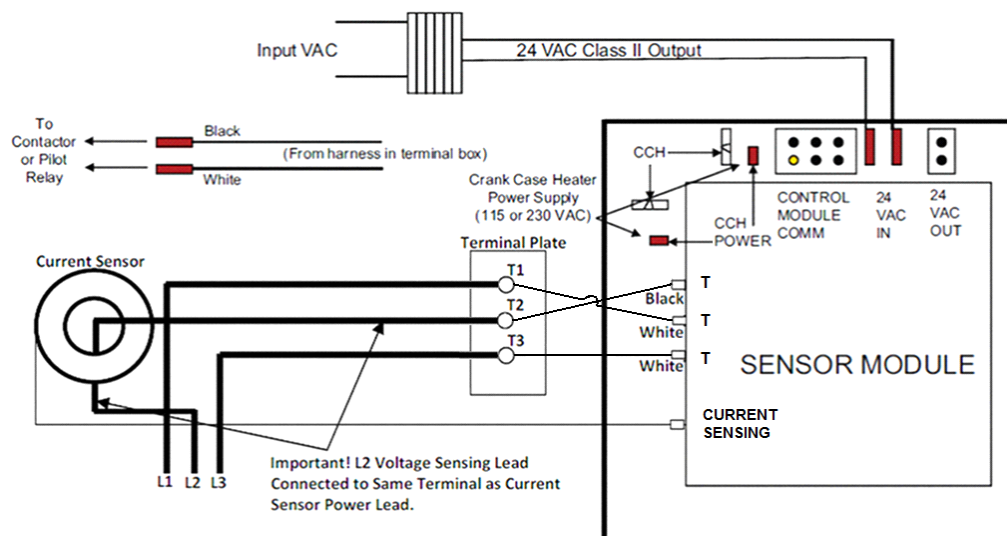 Input VAC
24 VAC Class II Output
To
Contactor
or Pilot
Relay
Black
(From harness in terminal box)
White
CCH
Crank Case Heater
Power Supply
(115 or 230 VAC)
CCH
POWER
CONTROL
MODULE
COMM
24
VAC
IN
24
VAC
OUT
Terminal Plate
Current Sensor
T1
T2
T3
Black
White
White
T
T
T
SENSOR MODULE
CURRENT
SENSING
L1
L2
L3
Important! L2 Voltage Sensing Lead
Connected to Same Terminal as Current
Sensor Power Lead.